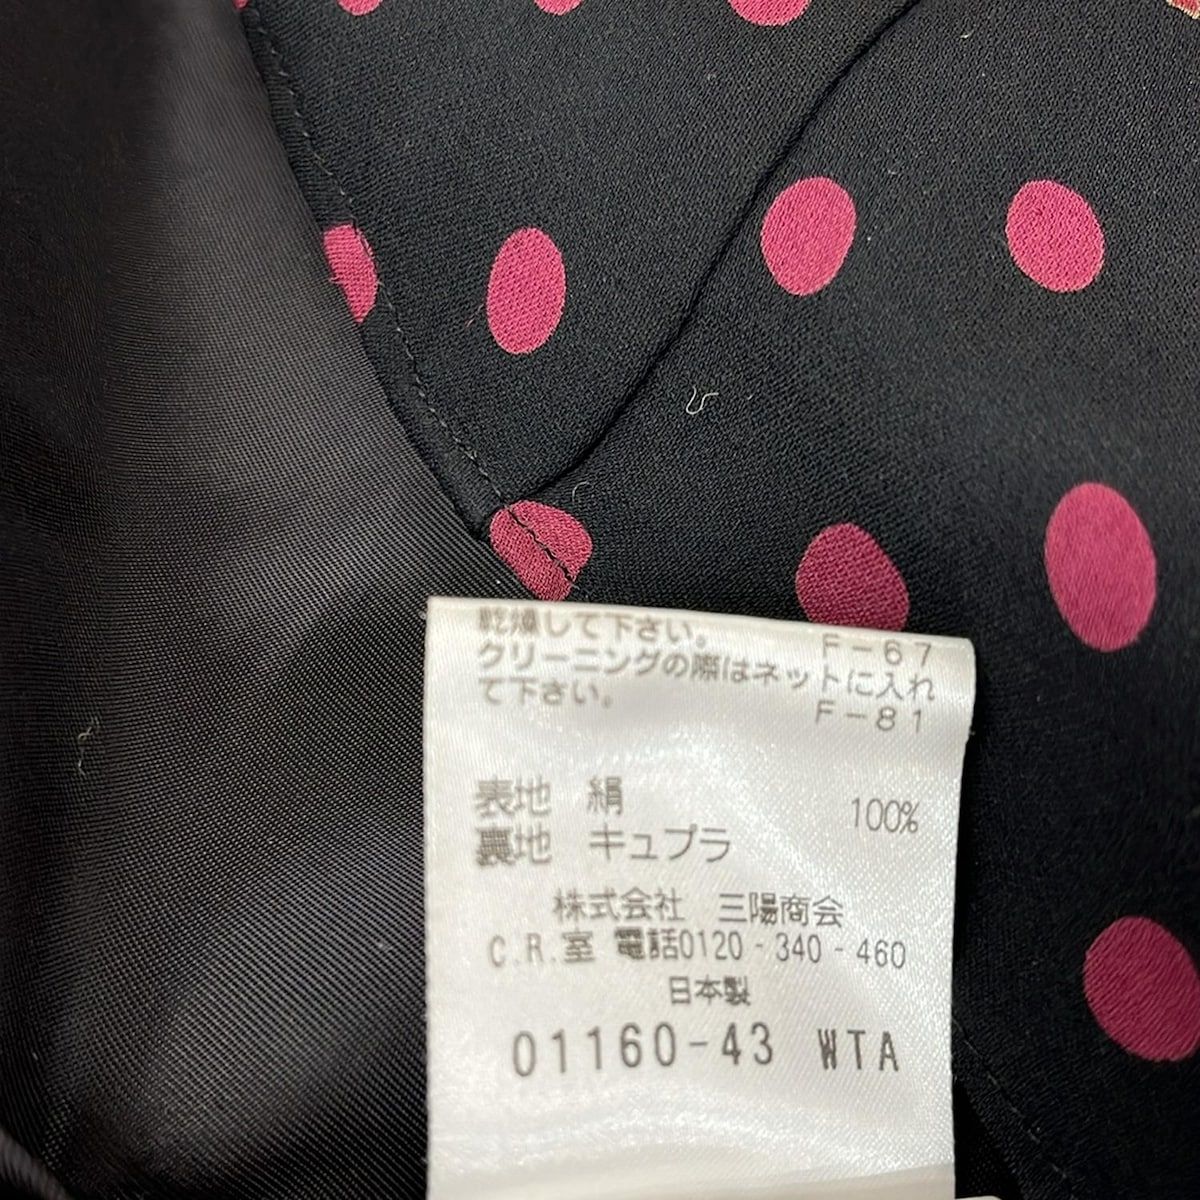 乾燥して下さい。 F-67
クリーニングの際はネットに入れ
て下さい。 F-81
表地 絹 100%
裏地 キュプラ
株式会社 三陽商会
C.R.室 電話0120-340-460
日本製
01160-43 WTA